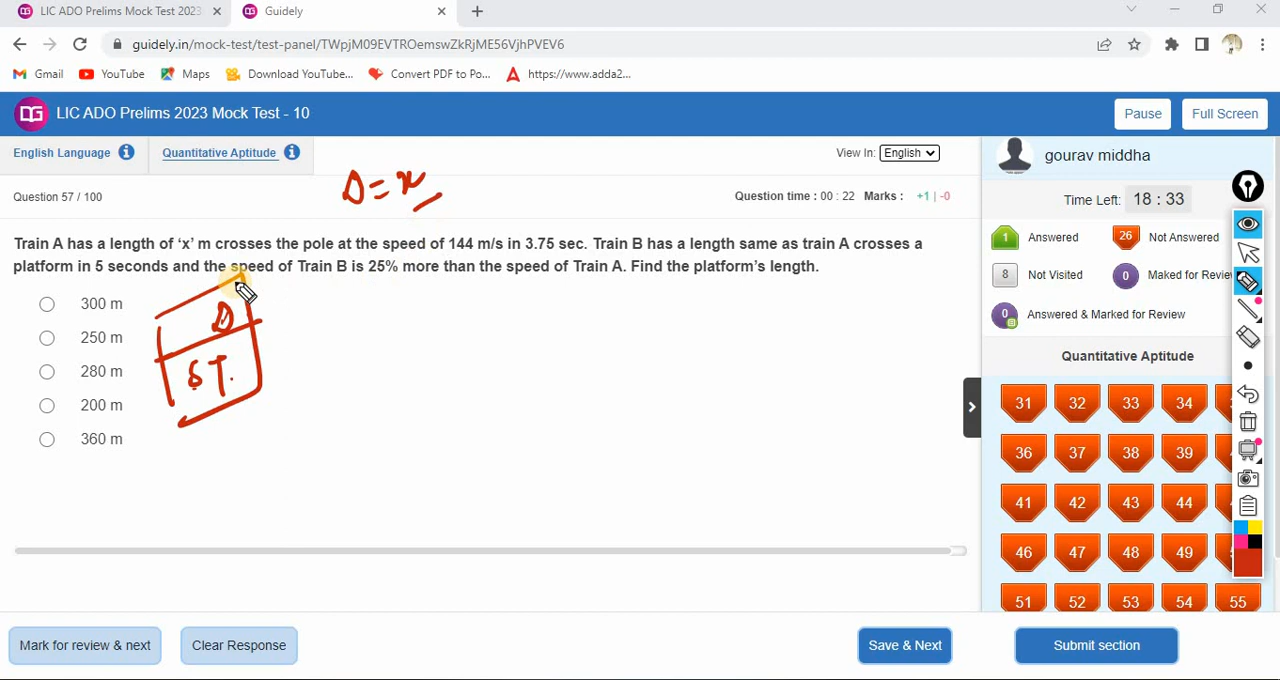 LIC ADO Prelims Mock Test 2023
Guidely
guidely.in/mock-test/test-panel/TWpjM09EVTROemswZkRjME56VjhPVEV6
Gmail YouTube Maps Download YouTube... Convert PDF to Po... https://www.adda2...
DG LIC ADO Prelims 2023 Mock Test - 10 Pause Full Screen
English Language i Quantitative Aptitude i View In: English gourav middha
D = x
Question 57 / 100 Question time : 00 : 22 Marks : +1 | -0 Time Left: 18 : 33
Train A has a length of ‘x’ m crosses the pole at the speed of 144 m/s in 3.75 sec. Train B has a length same as train A crosses a
platform in 5 seconds and the speed of Train B is 25% more than the speed of Train A. Find the platform’s length.
300 m
250 m
280 m
200 m
360 m
D
S T
1 Answered 26 Not Answered
8 Not Visited 0 Maked for Revie
0 Answered & Marked for Review
Quantitative Aptitude
31 32 33 34
36 37 38 39
41 42 43 44
46 47 48 49
51 52 53 54 55
Mark for review & next Clear Response Save & Next Submit section